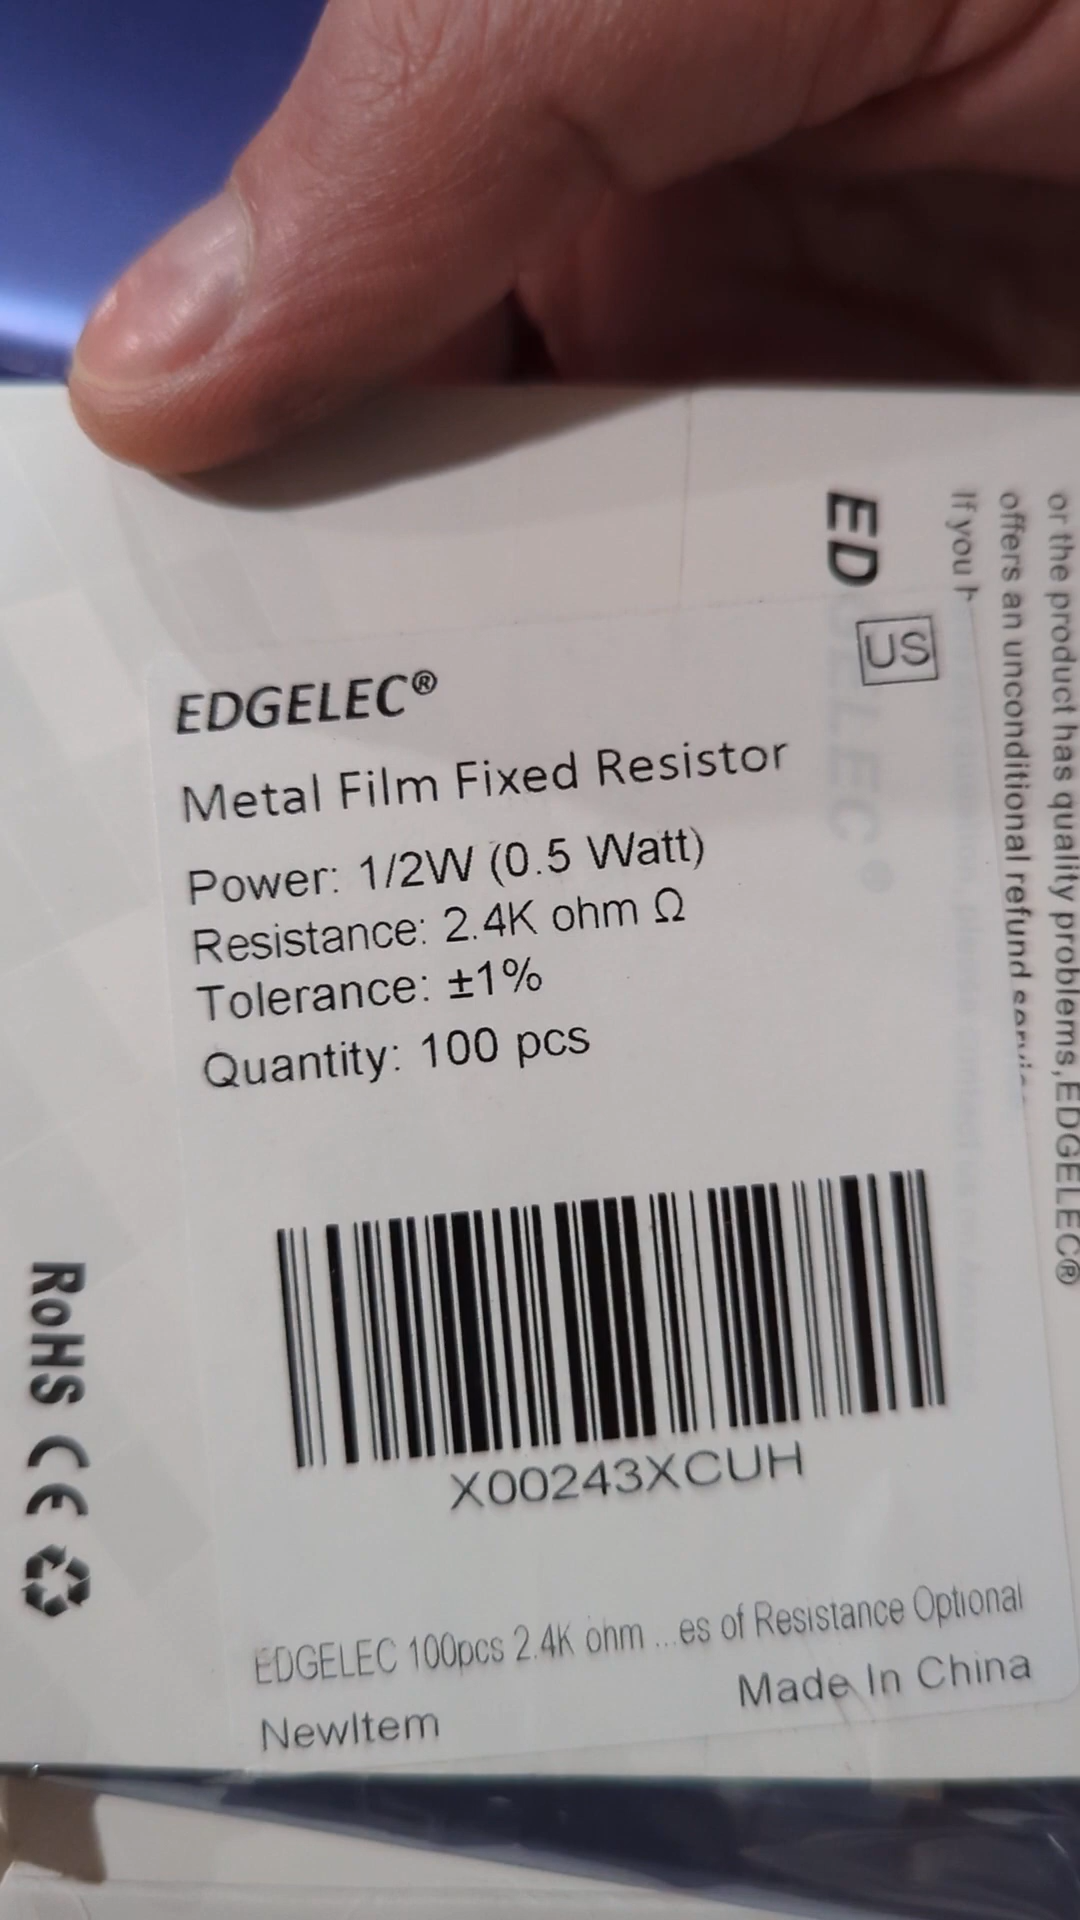 EDGELEC®
Metal Film Fixed Resistor
Power: 1/2W (0.5 Watt)
Resistance: 2.4K ohm Ω
Tolerance: ±1%
Quantity: 100 pcs
X00243XCUH
EDGELEC 100pcs 2.4K ohm ...es of Resistance Optional
NewItem
Made In China
US
RoHS CE
EDGELEC®
If you
offers an unconditional refund
or the product has quality problems,EDGELEC®